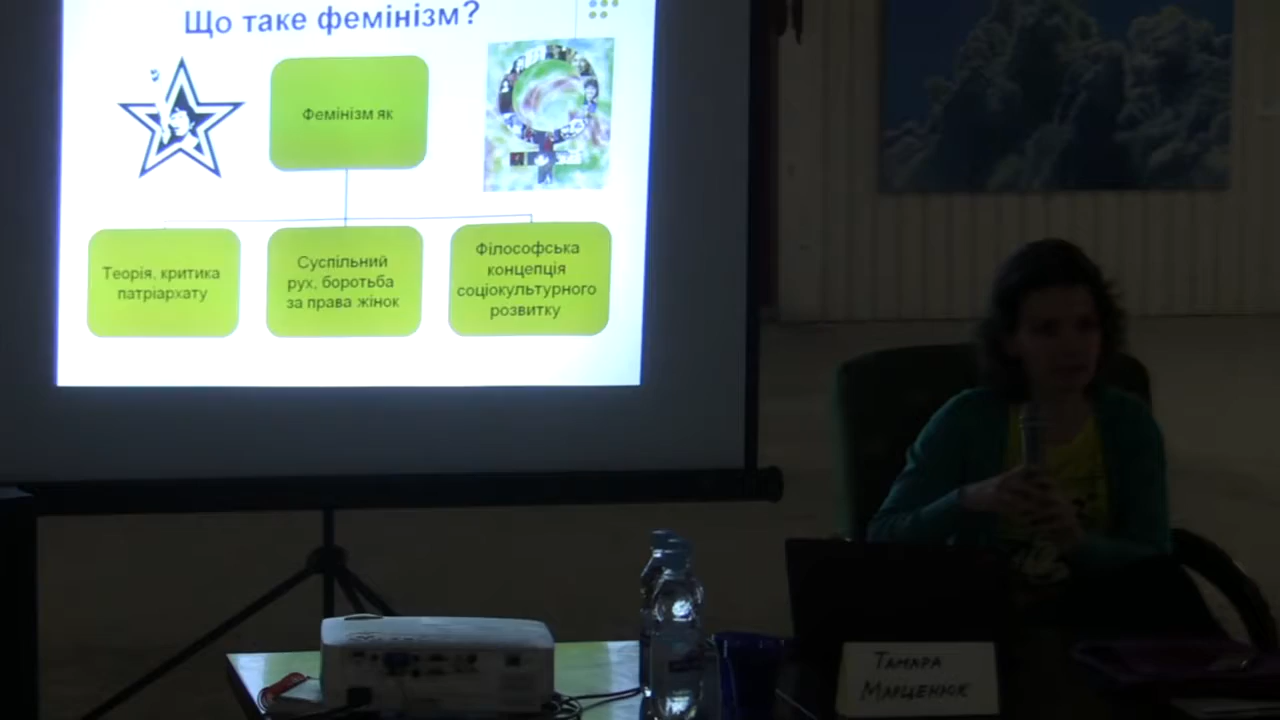 Що таке фемінізм?
Фемінізм як
Теорія, критика
патріархату
Суспільний
рух, боротьба
за права жінок
Філософська
концепція
соціокультурного
розвитку
ТАМАРА
МАРЦЕНЮК